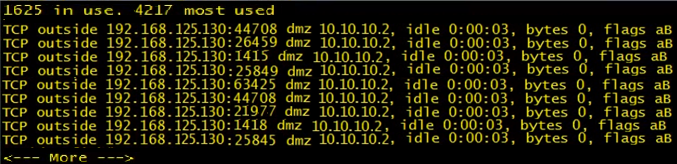 1625 in use. 4217 most used
TCP outside 192.168.125.130:44708 dmz 10.10.10.2, idle 0:00:03, bytes 0, flags aB
TCP outside 192.168.125.130:26459 dmz 10.10.10.2, idle 0:00:03, bytes 0, flags aB
TCP outside 192.168.125.130:1415 dmz 10.10.10.2, idle 0:00:03, bytes 0, flags aB
TCP outside 192.168.125.130:25849 dmz 10.10.10.2, idle 0:00:03, bytes 0, flags aB
TCP outside 192.168.125.130:63425 dmz 10.10.10.2, idle 0:00:03, bytes 0, flags aB
TCP outside 192.168.125.130:44708 dmz 10.10.10.2, idle 0:00:03, bytes 0, flags aB
TCP outside 192.168.125.130:21977 dmz 10.10.10.2, idle 0:00:03, bytes 0, flags aB
TCP outside 192.168.125.130:1418 dmz 10.10.10.2, idle 0:00:03, bytes 0, flags aB
TCP outside 192.168.125.130:25845 dmz 10.10.10.2, idle 0:00:03, bytes 0, flags aB
<--- More --->